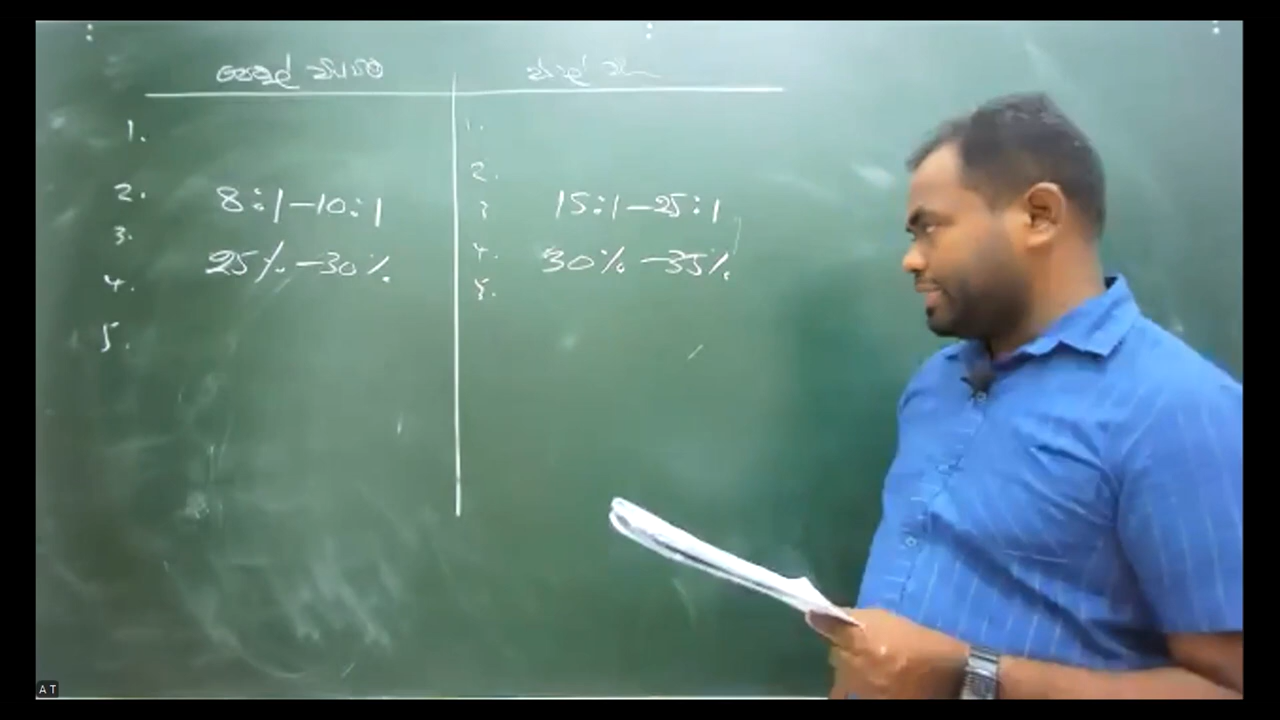 1. 1.
2. 8:1-10:1 2. 15:1-25:1
3. 3
25%-30% 30%-35%
4. 4.
5. 5.
A T